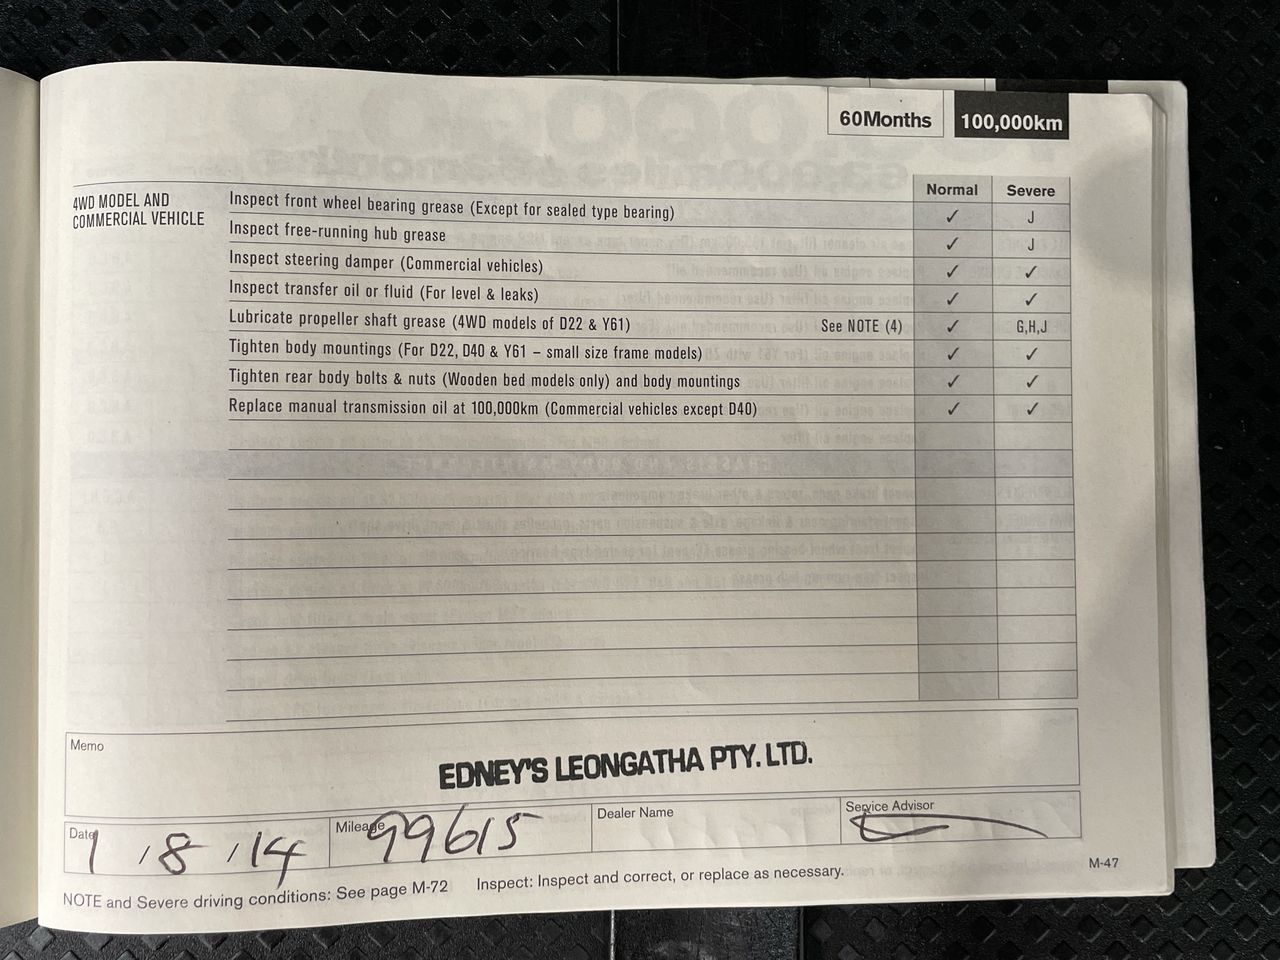 60Months 100,000km
Normal Severe
4WD MODEL AND
COMMERCIAL VEHICLE
Inspect front wheel bearing grease (Except for sealed type bearing) ✓ J
Inspect free-running hub grease ✓ J
Inspect steering damper (Commercial vehicles) ✓ ✓
Inspect transfer oil or fluid (For level & leaks) ✓ ✓
Lubricate propeller shaft grease (4WD models of D22 & Y61) See NOTE (4) ✓ G,H,J
Tighten body mountings (For D22, D40 & Y61 – small size frame models) ✓ ✓
Tighten rear body bolts & nuts (Wooden bed models only) and body mountings ✓ ✓
Replace manual transmission oil at 100,000km (Commercial vehicles except D40) ✓ ✓
Memo
EDNEY'S LEONGATHA PTY. LTD.
Date 1 / 8 / 14 Mileage 99615 Dealer Name Service Advisor
NOTE and Severe driving conditions: See page M-72 Inspect: Inspect and correct, or replace as necessary.
M-47